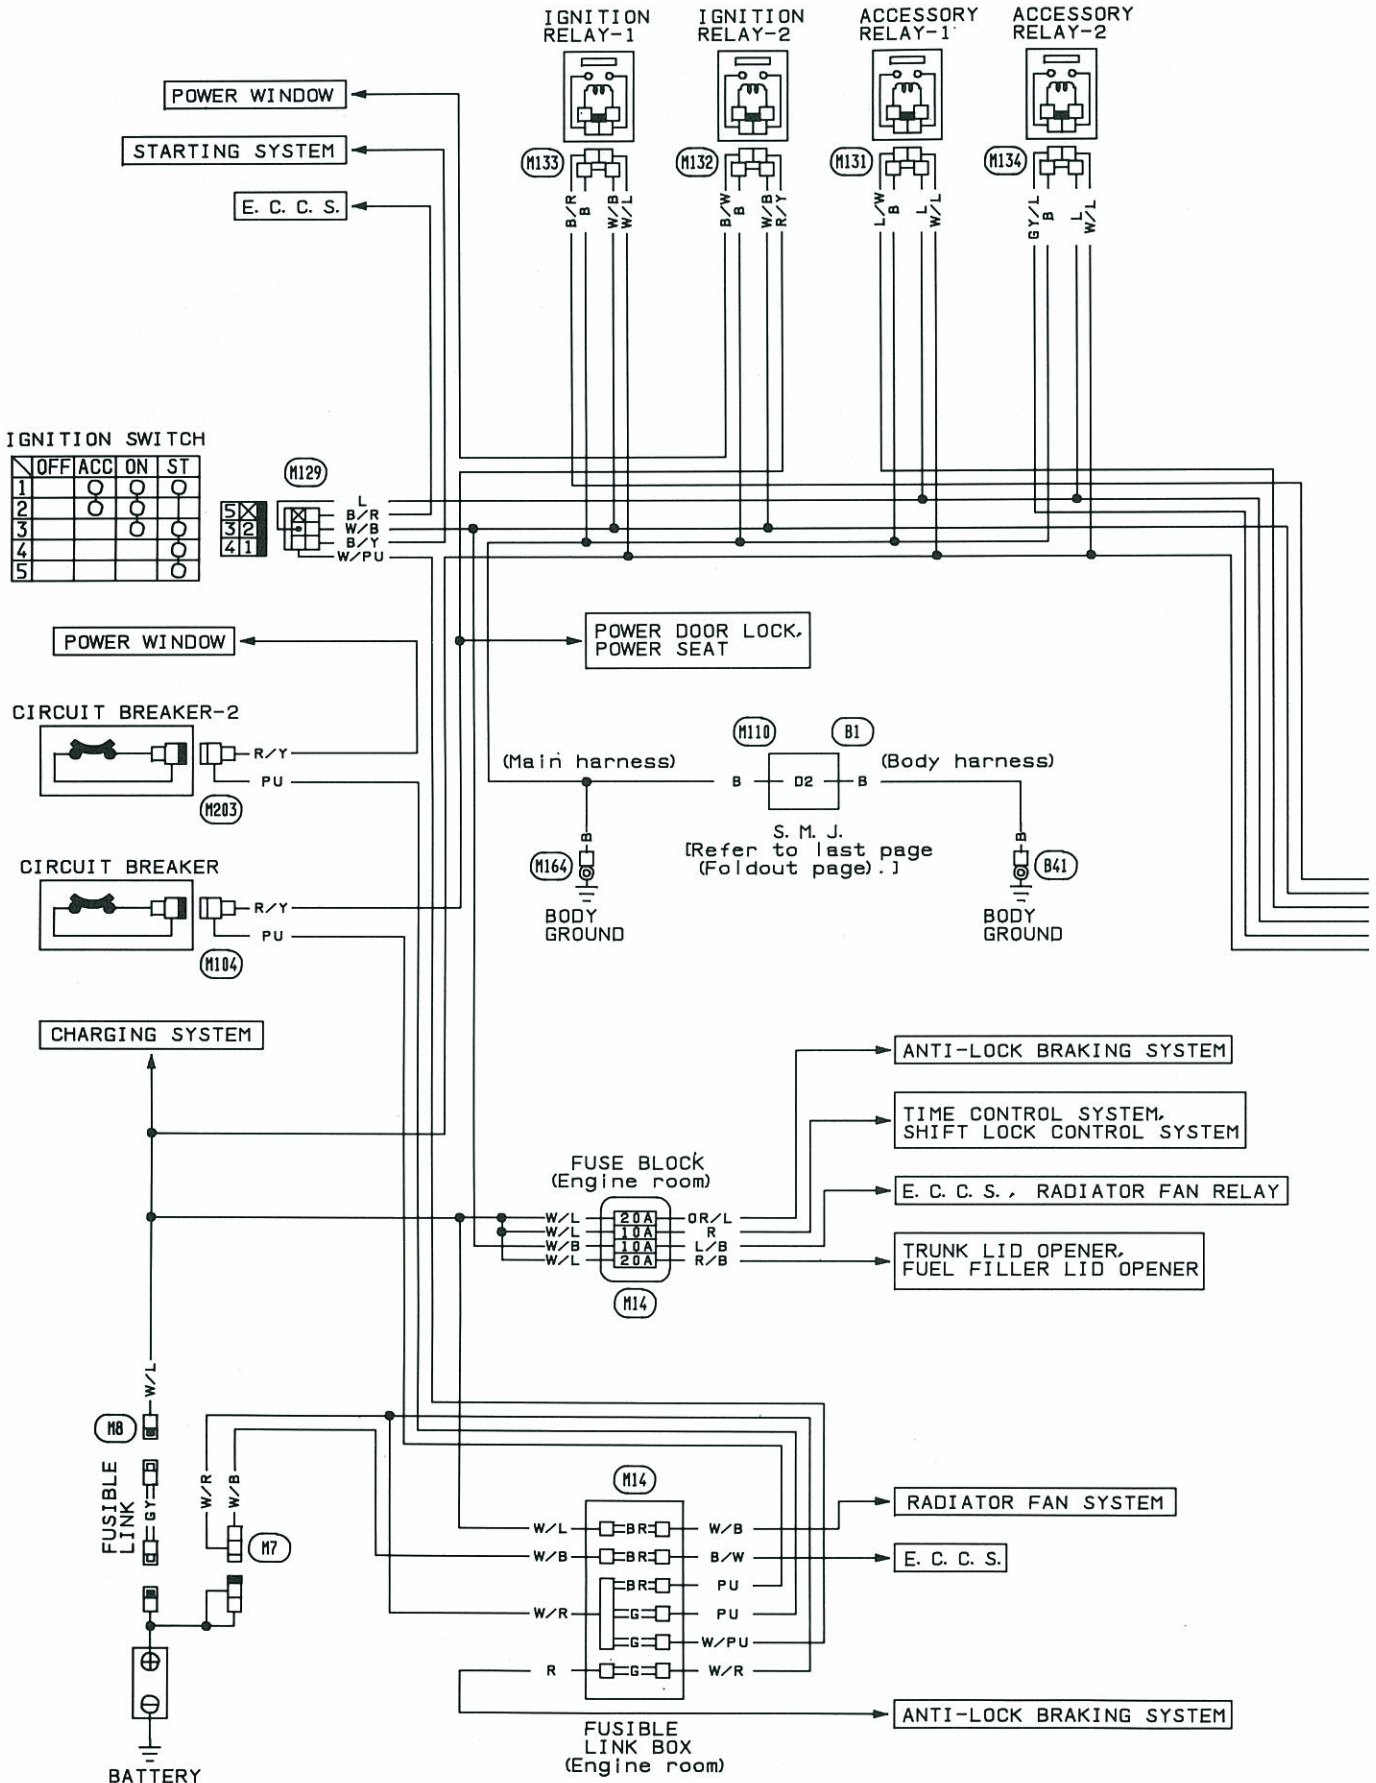 IGNITION
RELAY-1
IGNITION
RELAY-2
ACCESSORY
RELAY-1
ACCESSORY
RELAY-2
POWER WINDOW
STARTING SYSTEM
E. C. C. S.
M133
M132
M131
M134
B/R
B
W/B
W/L
B/W
B
W/B
R/Y
L/W
B
L
W/L
GY/L
B
L
W/L
IGNITION SWITCH
OFF ACC ON ST
1
2
3
4
5
M129
5
3 2
4 1
L
B/R
W/B
B/Y
W/PU
POWER WINDOW
POWER DOOR LOCK,
POWER SEAT
CIRCUIT BREAKER-2
R/Y
PU
M203
M110
B1
(Main harness)
(Body harness)
B
D2
B
S. M. J.
[Refer to last page
(Foldout page).]
B
B
M164
B41
BODY
GROUND
BODY
GROUND
CIRCUIT BREAKER
R/Y
PU
M104
CHARGING SYSTEM
ANTI-LOCK BRAKING SYSTEM
TIME CONTROL SYSTEM,
SHIFT LOCK CONTROL SYSTEM
E. C. C. S., RADIATOR FAN RELAY
TRUNK LID OPENER,
FUEL FILLER LID OPENER
FUSE BLOCK
(Engine room)
W/L 20A OR/L
W/L 10A R
W/B 10A L/B
W/L 20A R/B
M14
W/L
M8
FUSIBLE
LINK
GY
W/R
W/B
M7
M14
W/L BR W/B
W/B BR B/W
BR PU
W/R G PU
G W/PU
R G W/R
RADIATOR FAN SYSTEM
E. C. C. S.
ANTI-LOCK BRAKING SYSTEM
FUSIBLE
LINK BOX
(Engine room)
BATTERY